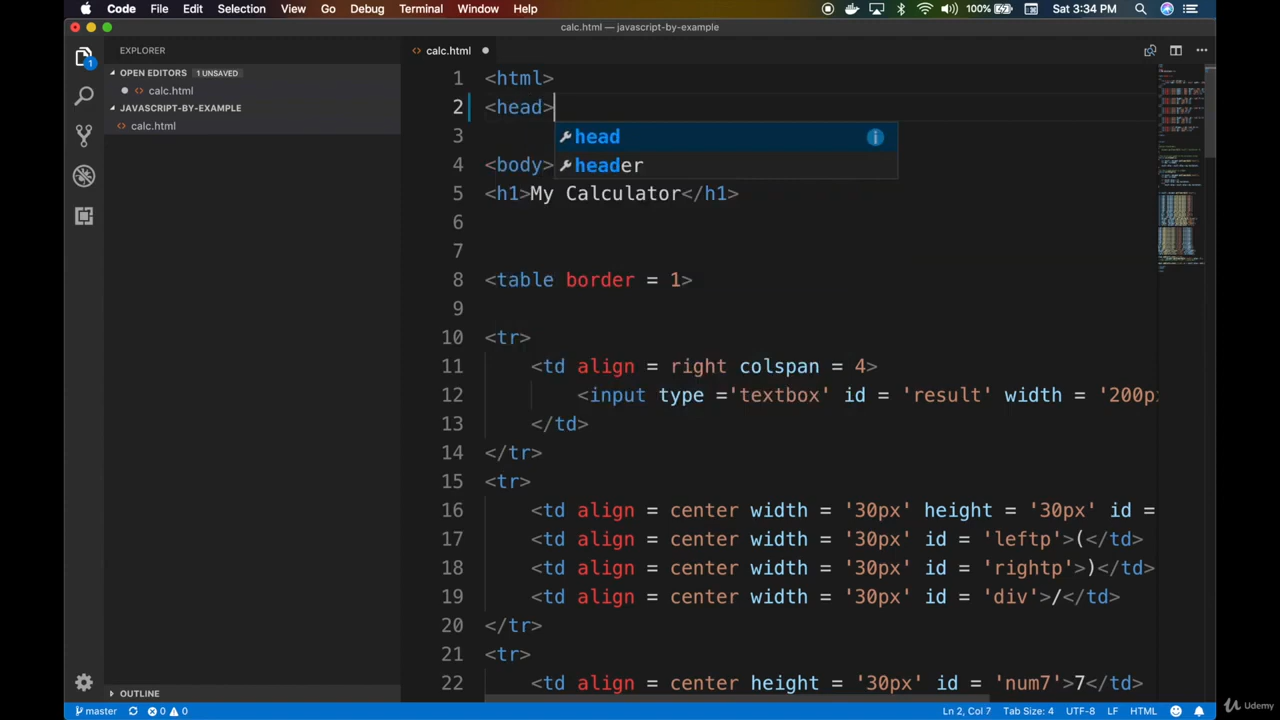 Code File Edit Selection View Go Debug Terminal Window Help 100% Sat 3:34 PM
calc.html — javascript-by-example
EXPLORER
OPEN EDITORS 1 UNSAVED
calc.html
JAVASCRIPT-BY-EXAMPLE
calc.html
OUTLINE
1
calc.html
1 <html>
2 <head>
head
header
3
4 <body>
5 <h1>My Calculator</h1>
6
7
8 <table border = 1>
9
10 <tr>
11 <td align = right colspan = 4>
12 <input type ='textbox' id = 'result' width = '200p
13 </td>
14 </tr>
15 <tr>
16 <td align = center width = '30px' height = '30px' id =
17 <td align = center width = '30px' id = 'leftp'>(</td>
18 <td align = center width = '30px' id = 'rightp'>)</td>
19 <td align = center width = '30px' id = 'div'>/</td>
20 </tr>
21 <tr>
22 <td align = center height = '30px' id = 'num7'>7</td>
master 0 0 Ln 2, Col 7 Tab Size: 4 UTF-8 LF HTML
Udemy